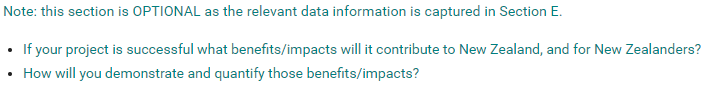 Note: this section is OPTIONAL as the relevant data information is captured in Section E.
• If your project is successful what benefits/impacts will it contribute to New Zealand, and for New Zealanders?
• How will you demonstrate and quantify those benefits/impacts?